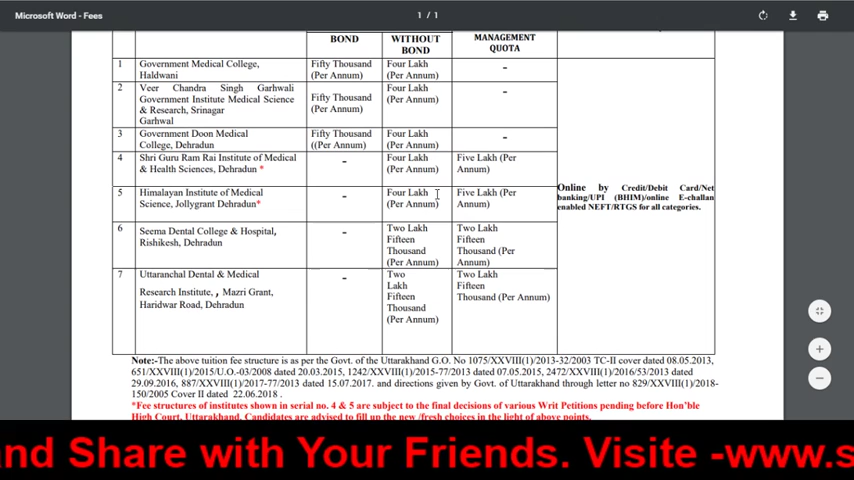 Microsoft Word - Fees
1 / 1
BOND
WITHOUT
BOND
MANAGEMENT
QUOTA
1
Government Medical College,
Haldwani
Fifty Thousand
(Per Annum)
Four Lakh
(Per Annum)
-
2
Veer Chandra Singh Garhwali
Government Institute Medical Science
& Research, Srinagar
Garhwal
Fifty Thousand
(Per Annum)
Four Lakh
(Per Annum)
-
3
Government Doon Medical
College, Dehradun
Fifty Thousand
((Per Annum)
Four Lakh
(Per Annum)
-
4
Shri Guru Ram Rai Institute of Medical
& Health Sciences, Dehradun *
-
Four Lakh
(Per Annum)
Five Lakh (Per
Annum)
5
Himalayan Institute of Medical
Science, Jollygrant Dehradun*
-
Four Lakh
(Per Annum)
Five Lakh (Per
Annum)
6
Seema Dental College & Hospital,
Rishikesh, Dehradun
-
Two Lakh
Fifteen
Thousand
(Per Annum)
Two Lakh
Fifteen
Thousand (Per
Annum)
7
Uttaranchal Dental & Medical
Research Institute, , Mazri Grant,
Haridwar Road, Dehradun
-
Two
Lakh
Fifteen
Thousand
(Per Annum)
Two Lakh
Fifteen
Thousand (Per Annum)
Online by Credit/Debit Card/Net
banking/UPI (BHIM)/online E-challan
enabled NEFT/RTGS for all categories.
Note:-The above tuition fee structure is as per the Govt. of the Uttarakhand G.O. No 1075/XXVIII(1)/2013-32/2003 TC-II cover dated 08.05.2013,
651/XXVIII(1)/2015/U.O.-03/2008 dated 20.03.2015, 1242/XXVIII(1)/2015-77/2013 dated 07.05.2015, 2472/XXVIII(1)/2016/53/2013 dated
29.09.2016, 887/XXVIII(1)/2017-77/2013 dated 15.07.2017. and directions given by Govt. of Uttarakhand through letter no 829/XXVIII(1)/2018-
150/2005 Cover II dated 22.06.2018 .
*Fee structures of institutes shown in serial no. 4 & 5 are subject to the final decisions of various Writ Petitions pending before Hon'ble
High Court, Uttarakhand. Candidates are advised to fill up the new /fresh choices in the light of above points.
nd Share with Your Friends. Visite -www.s